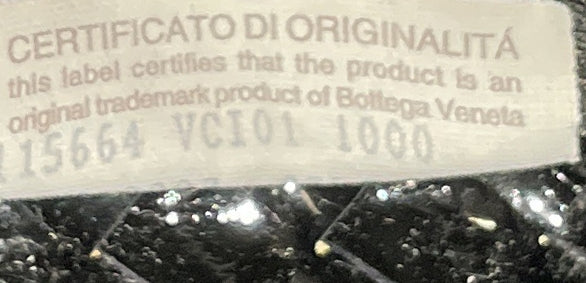 CERTIFICATO DI ORIGINALITÁ
this label certifies that the product is an
original trademark product of Bottega Veneta
115664 VCI01 1000